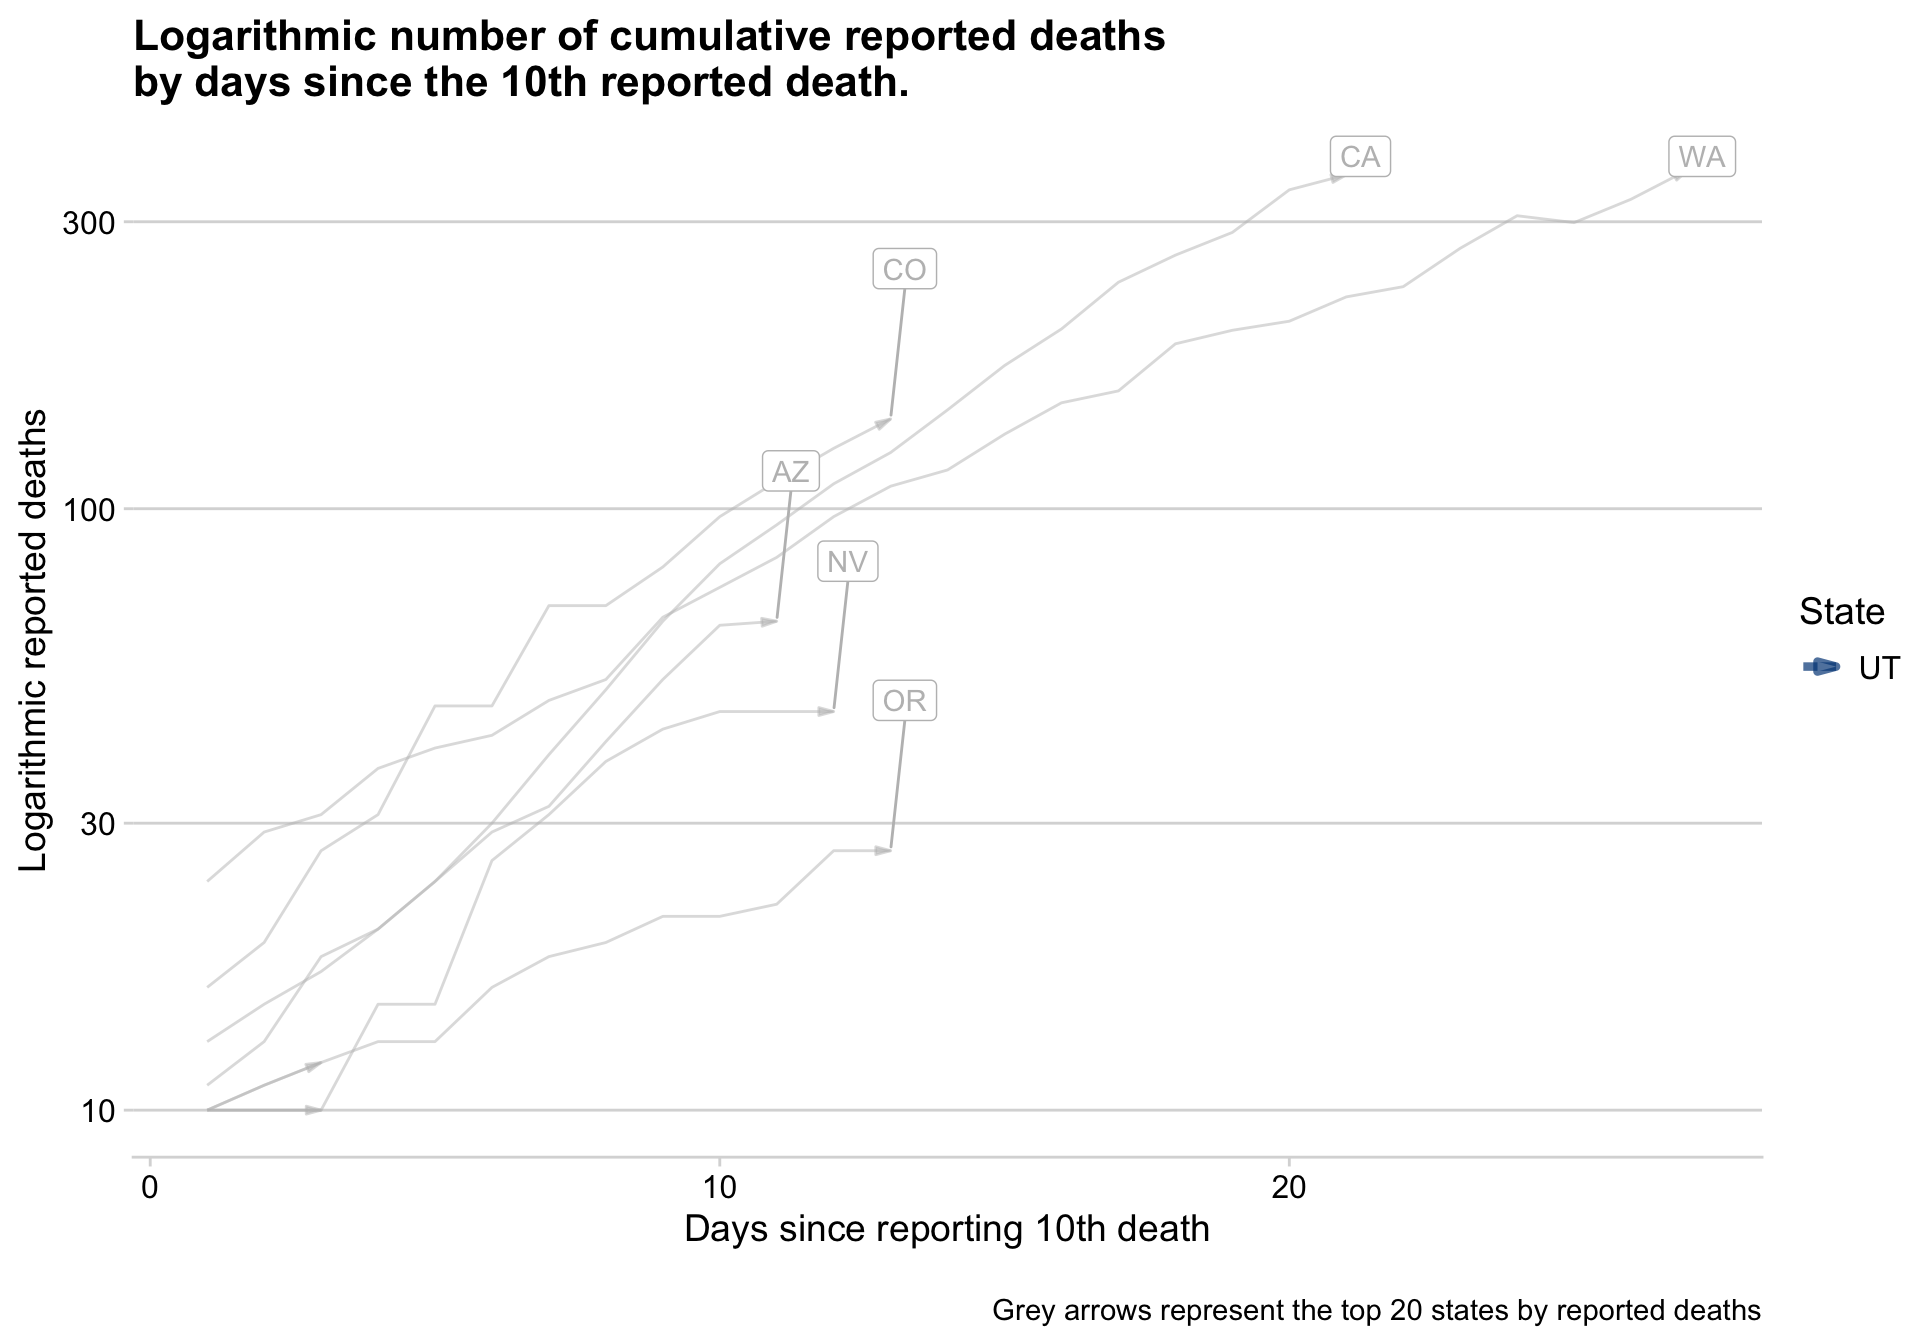 Logarithmic number of cumulative reported deaths
by days since the 10th reported death.
CA
WA
300
CO
AZ
100
NV
OR
30
10
0
10
20
Logarithmic reported deaths
Days since reporting 10th death
State
UT
Grey arrows represent the top 20 states by reported deaths